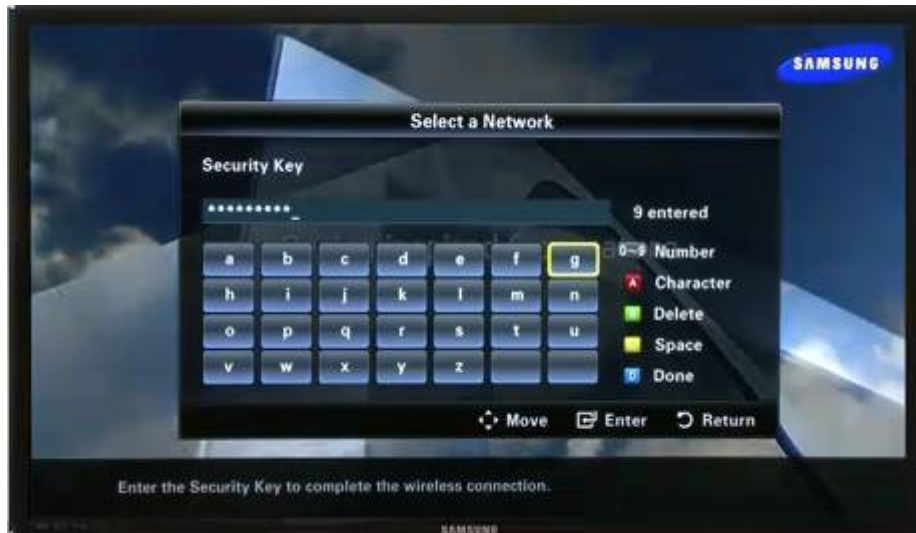 SAMSUNG
Select a Network
Security Key
*********_
9 entered
a b c d e f g
0~9 Number
h i j k l m n
A Character
Delete
o p q r s t u
Space
v w x y z
D Done
Move Enter Return
Enter the Security Key to complete the wireless connection.
SAMSUNG